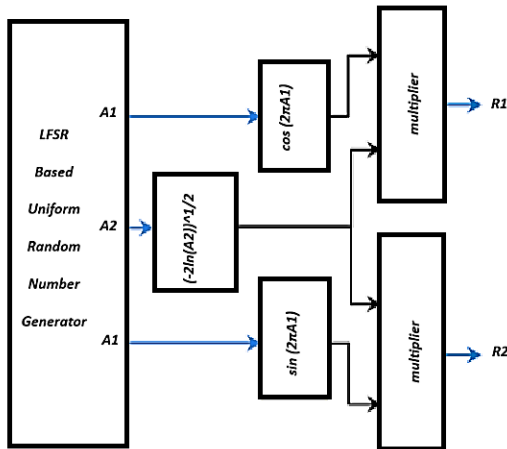 LFSR
Based
Uniform
Random
Number
Generator
A1
A2
A1
(-2ln(A2))^1/2
cos (2πA1)
sin (2πA1)
multiplier
multiplier
R1
R2